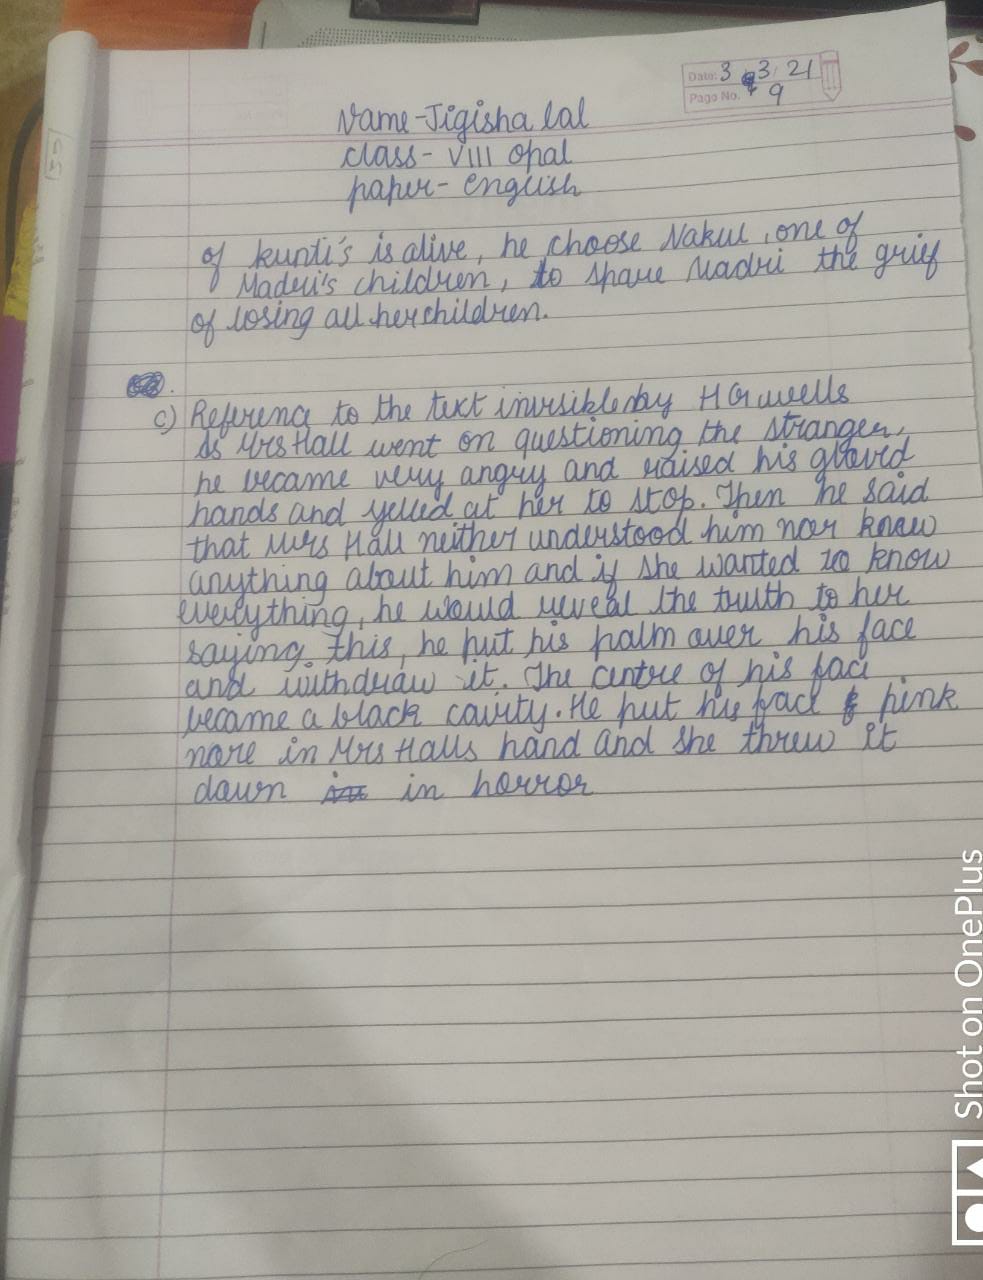 Date: 3 3 21
Page No. 9
Name-Jigisha lal
class- VIII opal
paper- english
of kunti's is alive, he choose Nakul, one of
Madri's children, to share Madri the grief
of losing all her children.
c) Reference to the text invisible by H G wells
As Mrs Hall went on questioning the stranger,
he became very angry and raised his gloved
hands and yelled at her to stop. Then he said
that Mrs Hall neither understood him nor knew
anything about him and if she wanted to know
everything, he would reveal the truth to her
saying this, he put his palm over his face
and withdraw it. The centre of his face
became a black cavity. He put his face pink
nore in Mrs Halls hand and she threw it
dawn in horror
Shot on OnePlus